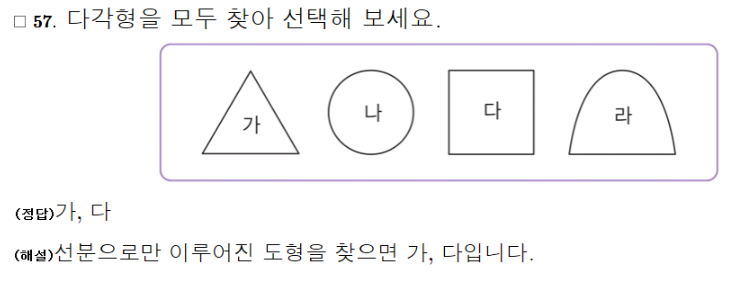 □ 57. 다각형을 모두 찾아 선택해 보세요.
가 나 다 라
(정답)가, 다
(해설)선분으로만 이루어진 도형을 찾으면 가, 다입니다.